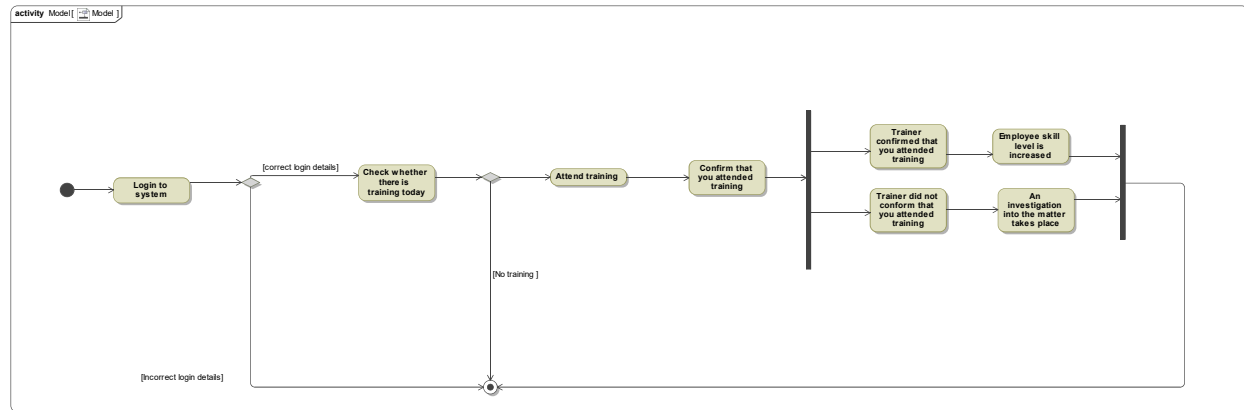 activity Model[ Model ]
Login to
system
[correct login details]
Check whether
there is
training today
Attend training
Confirm that
you attended
training
Trainer
confirmed that
you attended
training
Employee skill
level is
increased
Trainer did not
conform that
you attended
training
An
investigation
into the matter
takes place
[No training ]
[Incorrect login details]